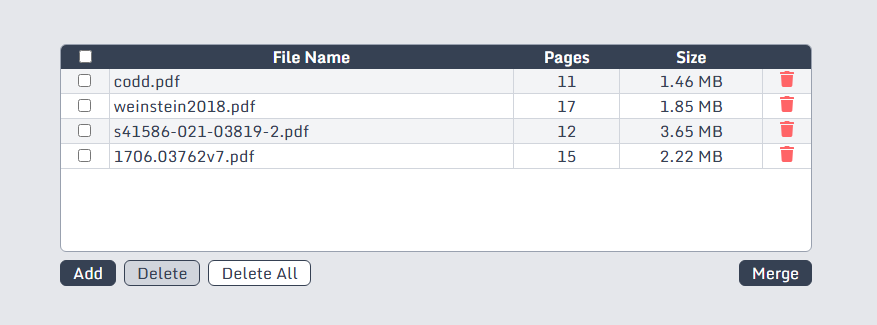 File Name Pages Size
codd.pdf 11 1.46 MB
weinstein2018.pdf 17 1.85 MB
s41586-021-03819-2.pdf 12 3.65 MB
1706.03762v7.pdf 15 2.22 MB
Add Delete Delete All Merge